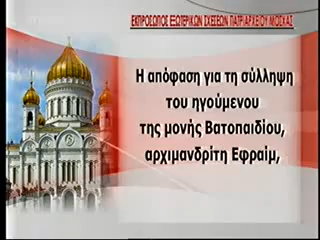 ΕΚΠΡΟΣΩΠΟΣ ΕΞΩΤΕΡΙΚΩΝ ΣΧΕΣΕΩΝ ΠΑΤΡΙΑΡΧΕΙΟΥ ΜΟΣΧΑΣ
Η απόφαση για τη σύλληψη
του ηγούμενου
της μονής Βατοπαιδίου,
αρχιμανδρίτη Εφραίμ,